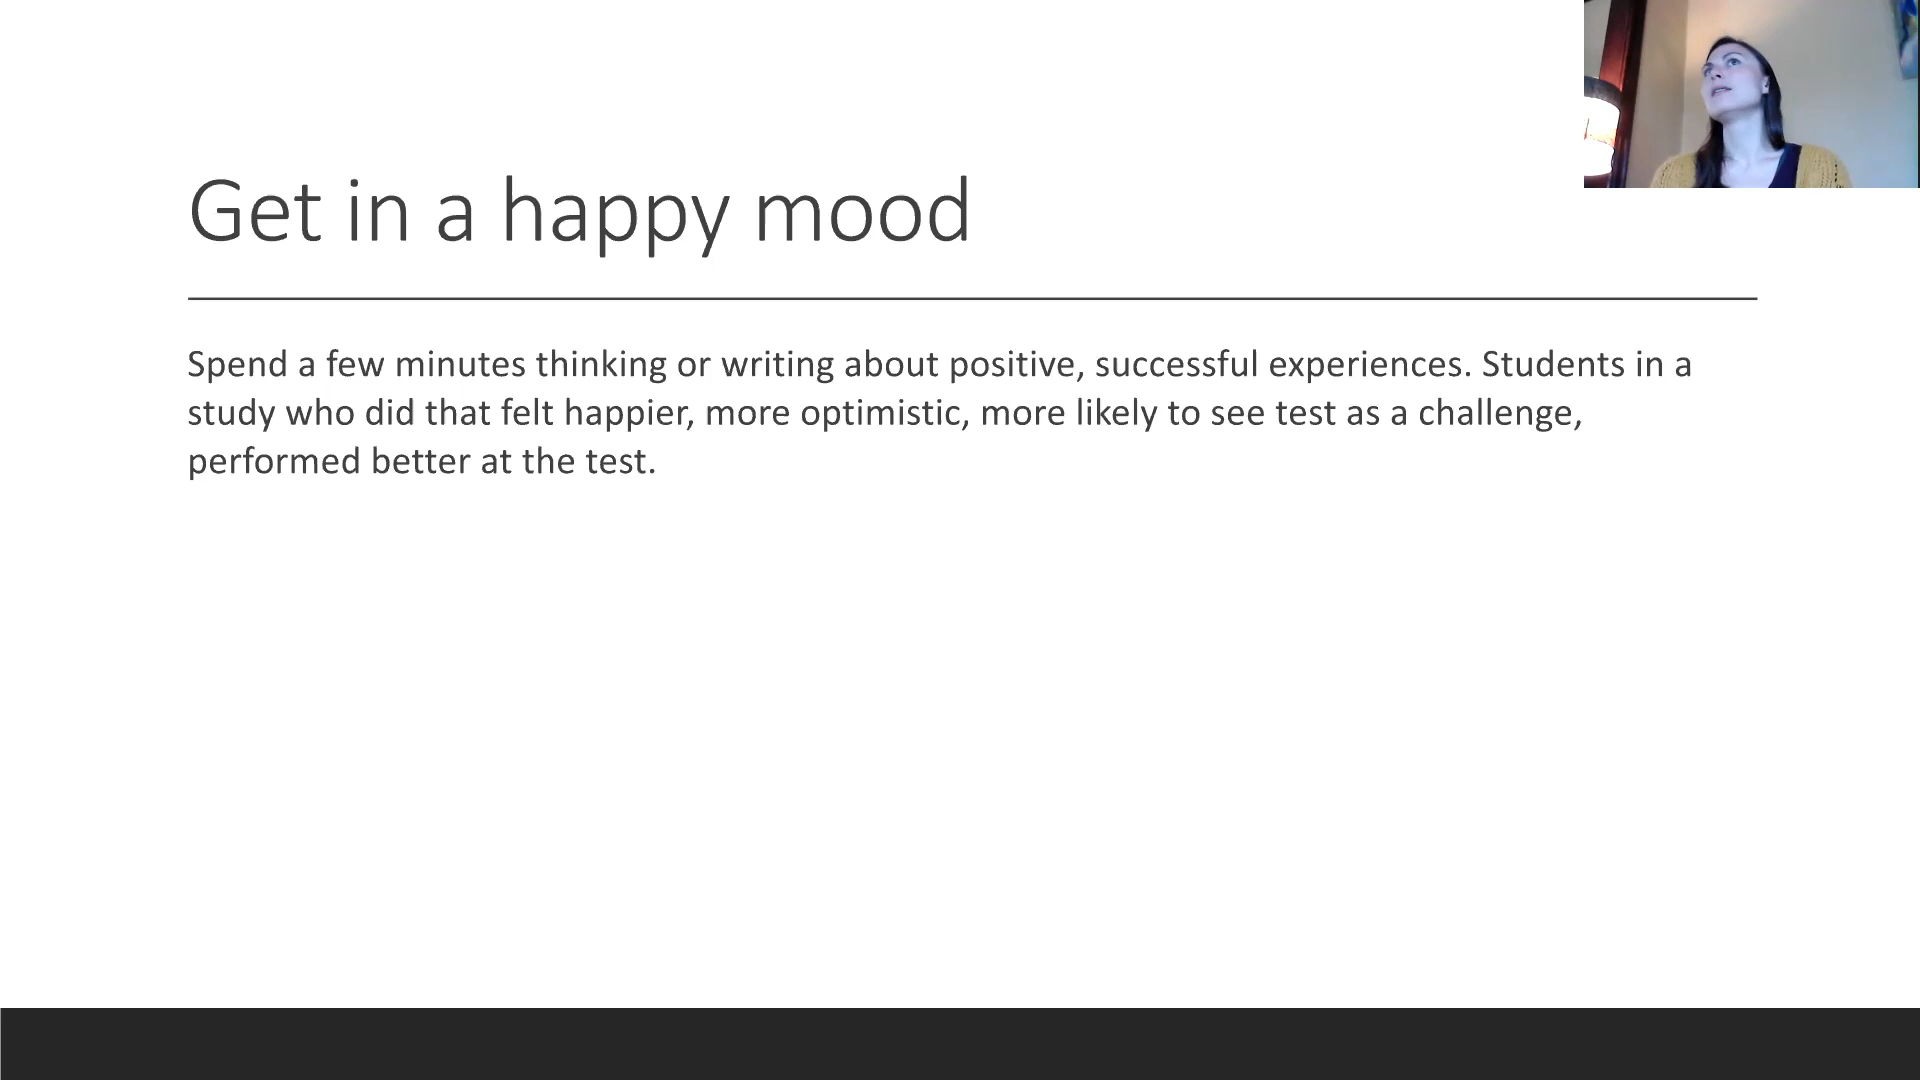 Get in a happy mood
Spend a few minutes thinking or writing about positive, successful experiences. Students in a
study who did that felt happier, more optimistic, more likely to see test as a challenge,
performed better at the test.